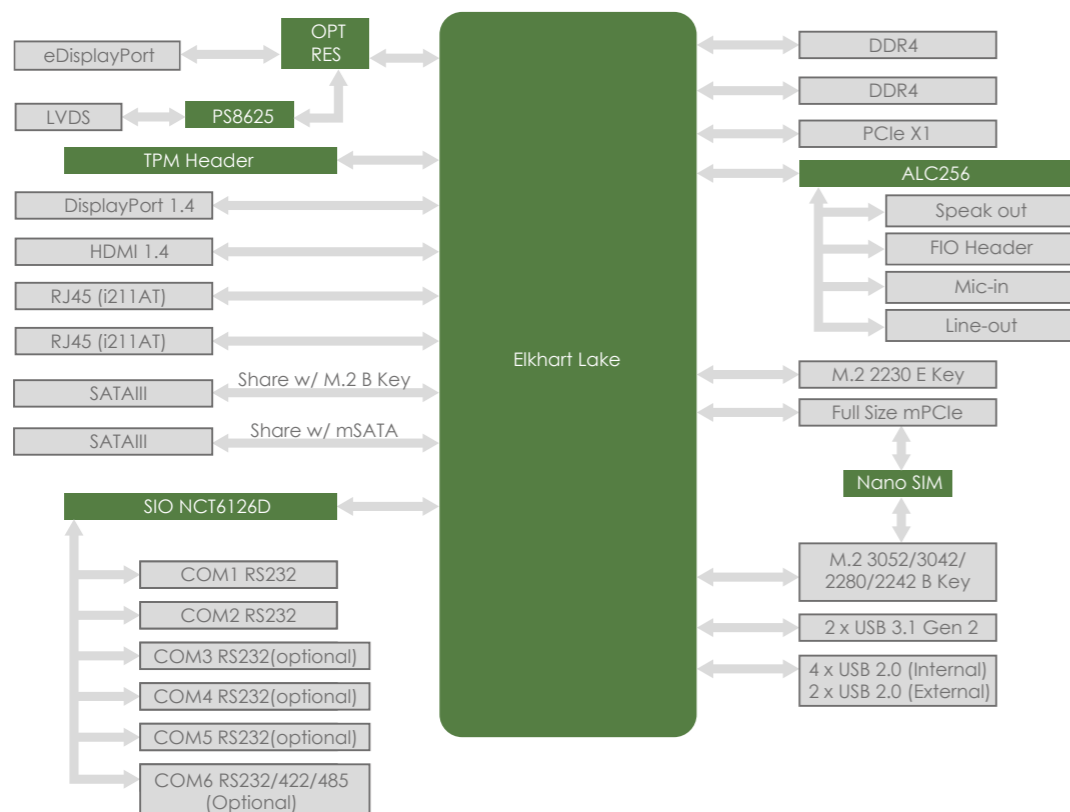 OPT
RES
eDisplayPort
LVDS
PS8625
TPM Header
DisplayPort 1.4
HDMI 1.4
RJ45 (i211AT)
RJ45 (i211AT)
SATAIII
Share w/ M.2 B Key
SATAIII
Share w/ mSATA
SIO NCT6126D
COM1 RS232
COM2 RS232
COM3 RS232(optional)
COM4 RS232(optional)
COM5 RS232(optional)
COM6 RS232/422/485
(Optional)
Elkhart Lake
DDR4
DDR4
PCIe X1
ALC256
Speak out
FIO Header
Mic-in
Line-out
M.2 2230 E Key
Full Size mPCIe
Nano SIM
M.2 3052/3042/
2280/2242 B Key
2 x USB 3.1 Gen 2
4 x USB 2.0 (Internal)
2 x USB 2.0 (External)